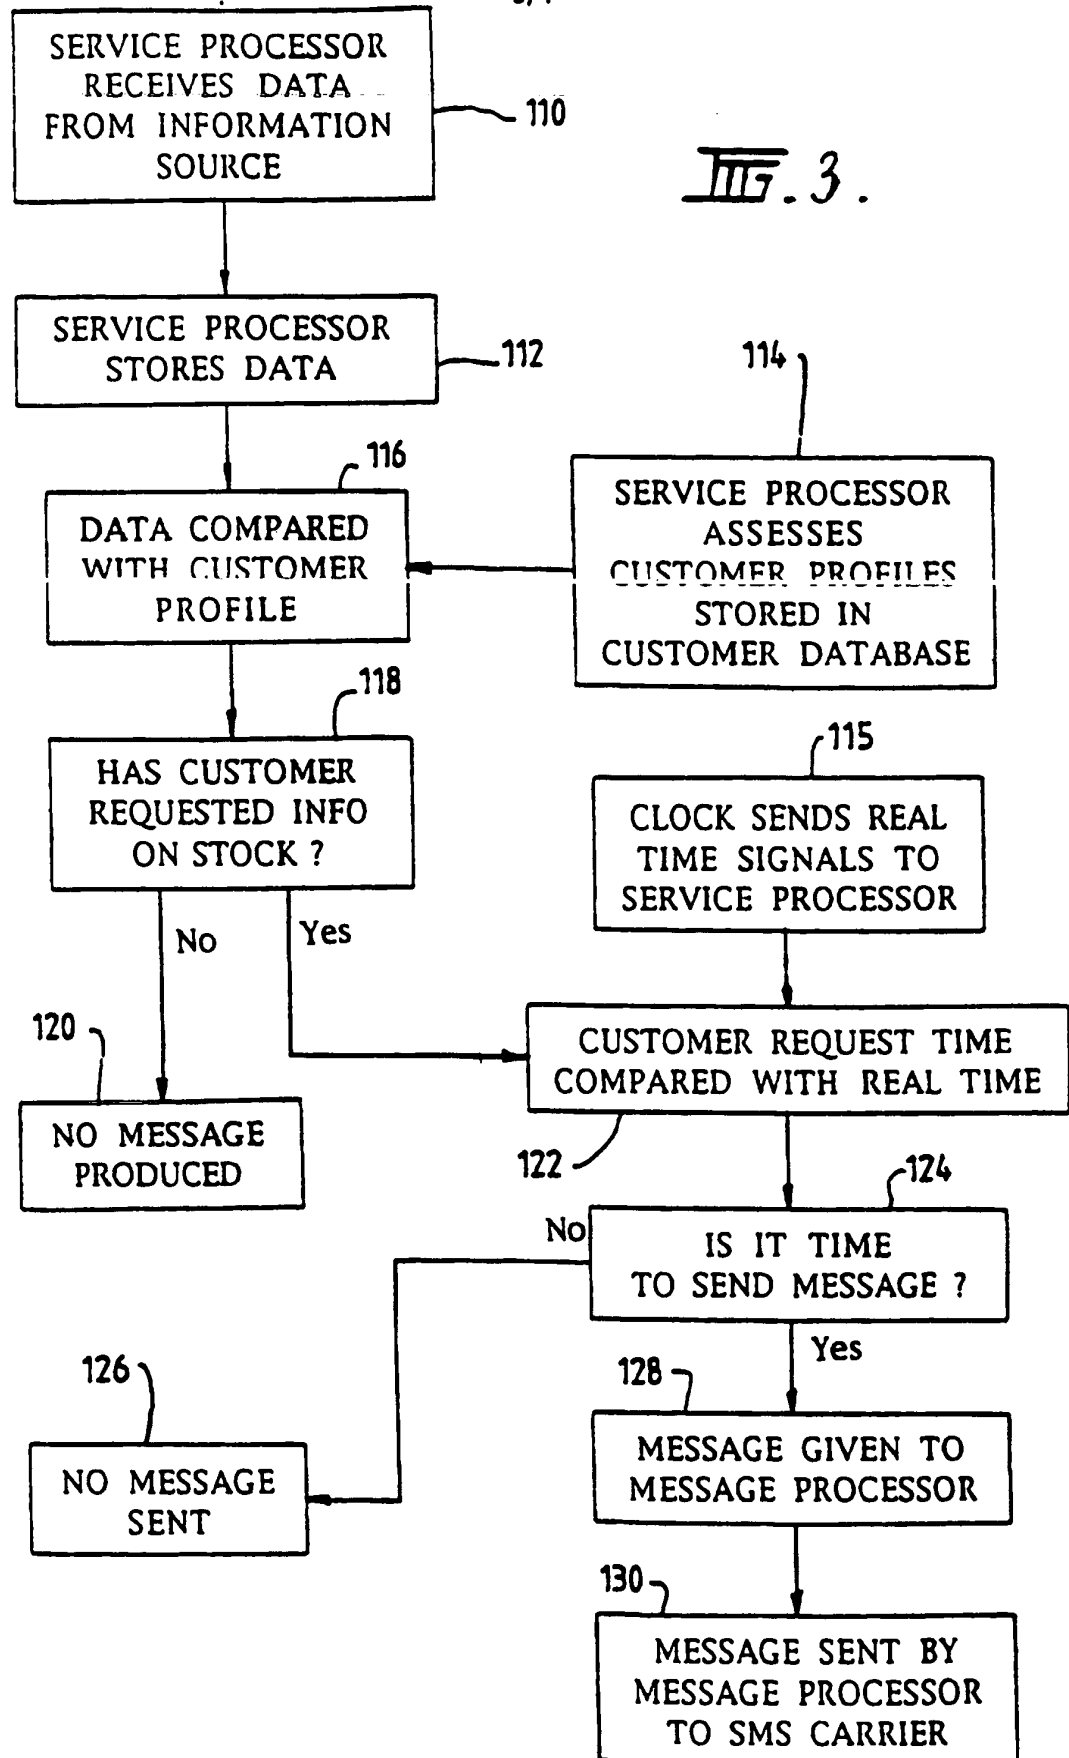 SERVICE PROCESSOR
RECEIVES DATA
FROM INFORMATION
SOURCE
110
FIG. 3.
SERVICE PROCESSOR
STORES DATA
112
114
116
DATA COMPARED
WITH CUSTOMER
PROFILE
SERVICE PROCESSOR
ASSESSES
CUSTOMER PROFILES
STORED IN
CUSTOMER DATABASE
118
HAS CUSTOMER
REQUESTED INFO
ON STOCK ?
115
CLOCK SENDS REAL
TIME SIGNALS TO
SERVICE PROCESSOR
No
Yes
120
NO MESSAGE
PRODUCED
CUSTOMER REQUEST TIME
COMPARED WITH REAL TIME
122
124
No
IS IT TIME
TO SEND MESSAGE ?
Yes
126
NO MESSAGE
SENT
128
MESSAGE GIVEN TO
MESSAGE PROCESSOR
130
MESSAGE SENT BY
MESSAGE PROCESSOR
TO SMS CARRIER